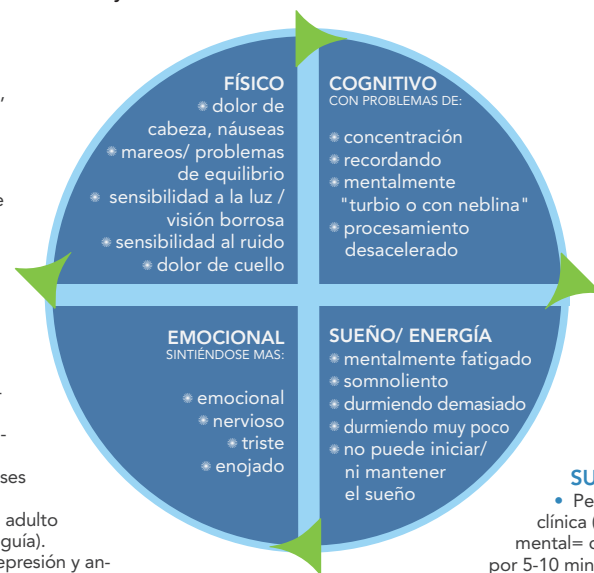 FÍSICO
✺ dolor de
cabeza, náuseas
✺ mareos/ problemas
de equilibrio
✺ sensibilidad a la luz /
visión borrosa
✺ sensibilidad al ruido
✺ dolor de cuello
COGNITIVO
CON PROBLEMAS DE:
✺ concentración
✺ recordando
✺ mentalmente
"turbio o con neblina"
✺ procesamiento
desacelerado
EMOCIONAL
SINTIÉNDOSE MAS:
✺ emocional
✺ nervioso
✺ triste
✺ enojado
SUEÑO/ ENERGÍA
✺ mentalmente fatigado
✺ somnoliento
✺ durmiendo demasiado
✺ durmiendo muy poco
✺ no puede iniciar/
ni mantener
el sueño
adulto
guía).
epresión y an-
SU
• Pe
clínica (
mental=
por 5-10 min